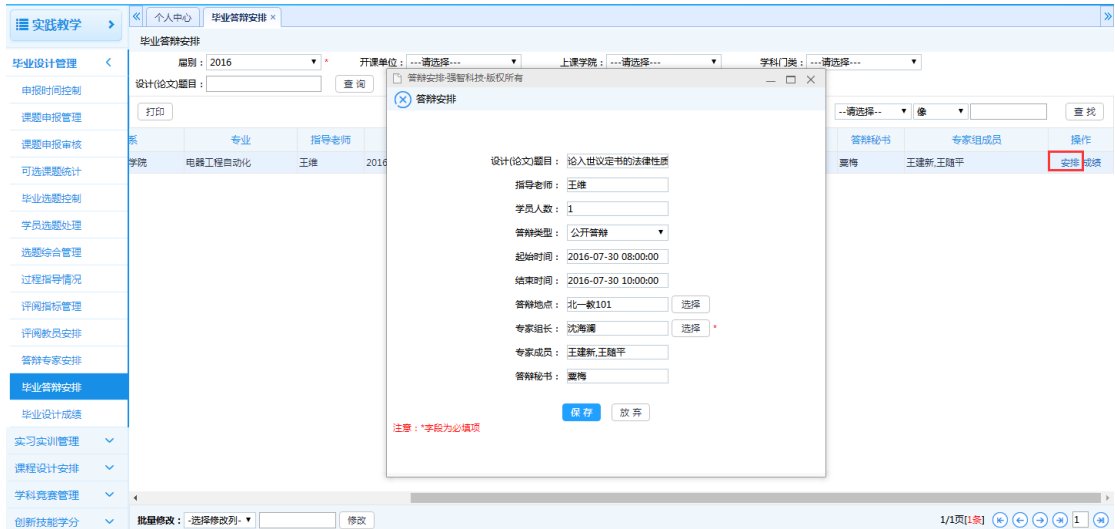 实践教学
个人中心 毕业答辩安排 ×
毕业答辩安排
毕业设计管理
申报时间控制
课题申报管理
课题申报审核
可选课题统计
毕业选题控制
学员选题处理
选题综合管理
过程指导情况
评阅指标管理
评阅教员安排
答辩专家安排
毕业答辩安排
毕业设计成绩
实习实训管理
课程设计安排
学科竞赛管理
创新技能学分
届别： 2016 * 开课单位： ---请选择--- 上课学院： ---请选择--- 学科门类： ---请选择---
设计(论文)题目： 查 询
打印 --请选择-- 像 查 找
系 专业 指导老师 答辩秘书 专家组成员 操作
学院 电器工程自动化 王维 2016 粟梅 王建新,王随平 安排 成绩
答辩安排-强智科技-版权所有
答辩安排
设计(论文)题目： 论入世议定书的法律性质
指导老师： 王维
学员人数： 1
答辩类型： 公开答辩
起始时间： 2016-07-30 08:00:00
结束时间： 2016-07-30 10:00:00
答辩地点： 北一教101 选择
专家组长： 沈海澜 选择 *
专家成员： 王建新,王随平
答辩秘书： 粟梅
保 存 放 弃
注意：*字段为必填项
批量修改： -选择修改列- 修改 1/1页[1条] 1